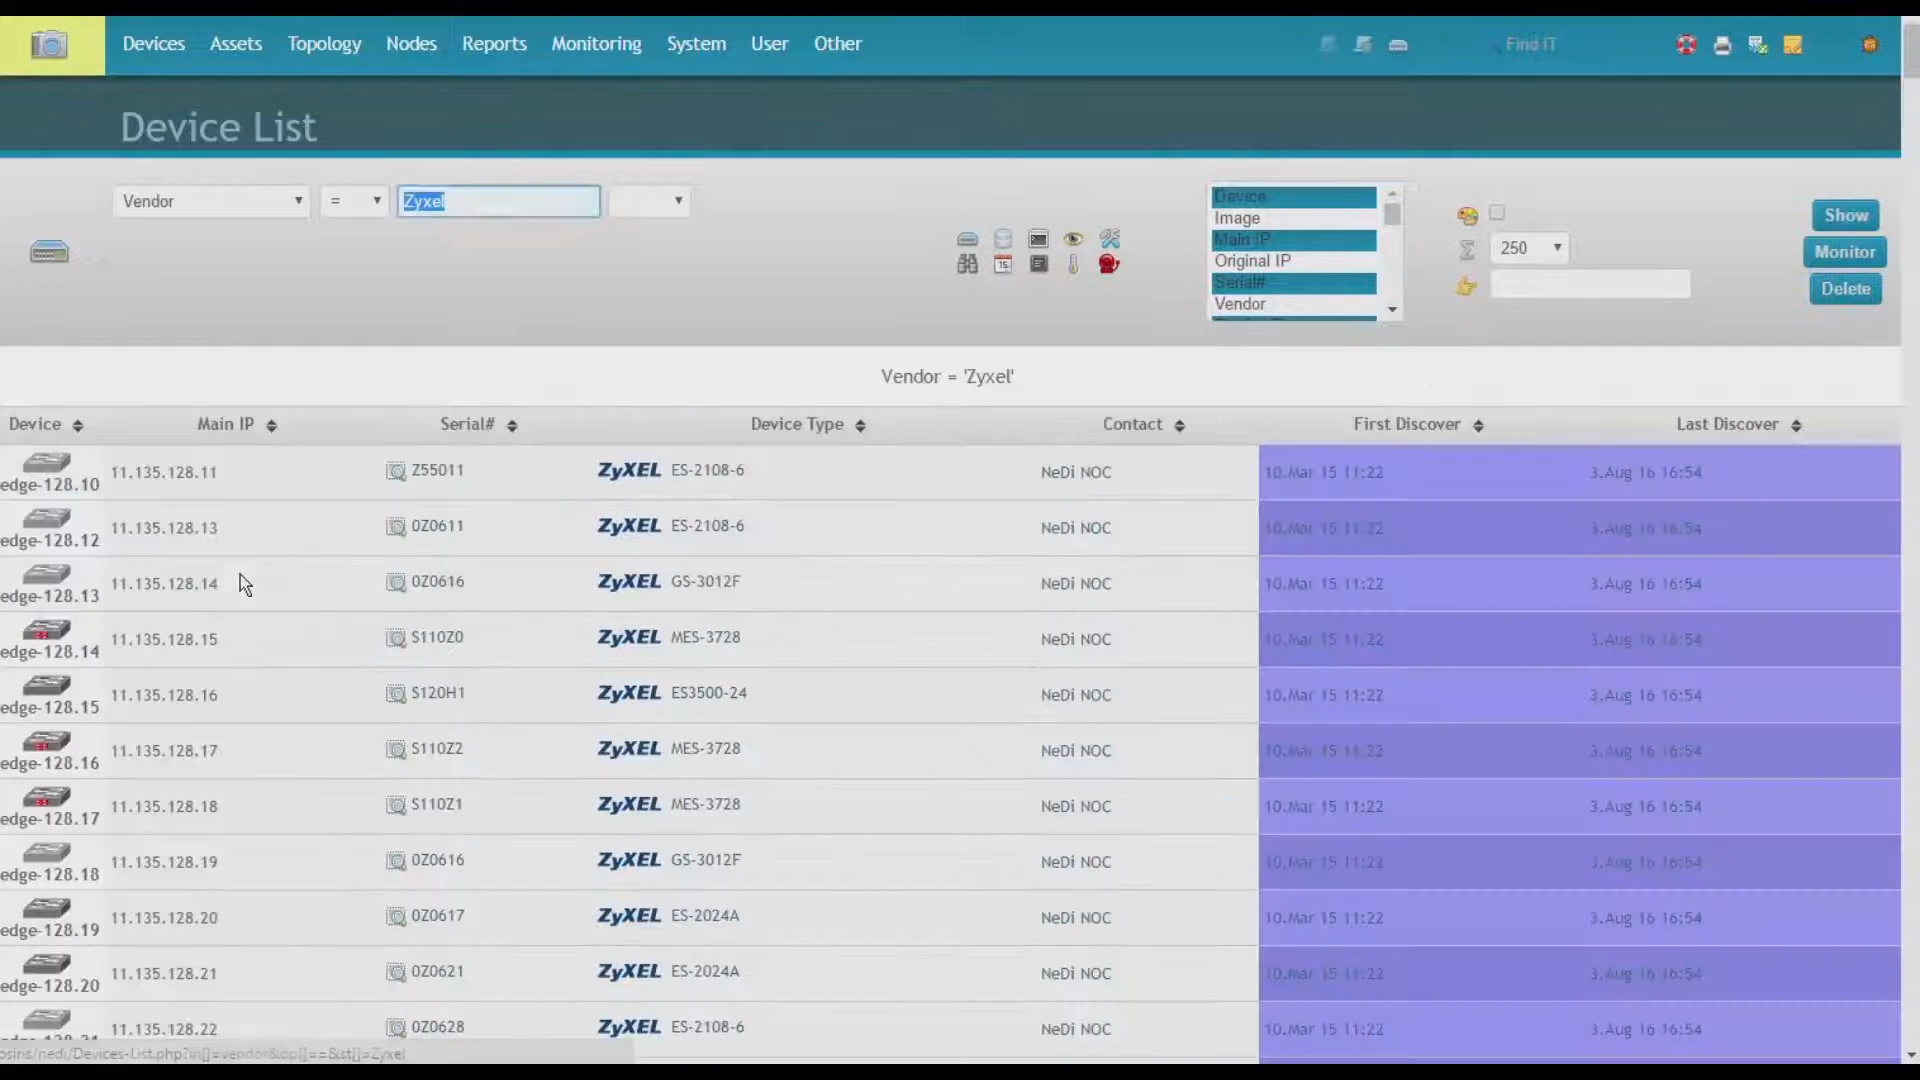 Devices Assets Topology Nodes Reports Monitoring System User Other Find IT
Device List
Vendor = Zyxel
Device
Image
Main IP
Original IP
Serial#
Vendor
250
Show
Monitor
Delete
Vendor = 'Zyxel'
Device Main IP Serial# Device Type Contact First Discover Last Discover
edge-128.10 11.135.128.11 Z55011 ZyXEL ES-2108-6 NeDi NOC 10.Mar 15 11:22 3.Aug 16 16:54
edge-128.12 11.135.128.13 0Z0611 ZyXEL ES-2108-6 NeDi NOC 10.Mar 15 11:22 3.Aug 16 16:54
edge-128.13 11.135.128.14 0Z0616 ZyXEL GS-3012F NeDi NOC 10.Mar 15 11:22 3.Aug 16 16:54
edge-128.14 11.135.128.15 S110Z0 ZyXEL MES-3728 NeDi NOC 10.Mar 15 11:22 3.Aug 16 16:54
edge-128.15 11.135.128.16 S120H1 ZyXEL ES3500-24 NeDi NOC 10.Mar 15 11:22 3.Aug 16 16:54
edge-128.16 11.135.128.17 S110Z2 ZyXEL MES-3728 NeDi NOC 10.Mar 15 11:22 3.Aug 16 16:54
edge-128.17 11.135.128.18 S110Z1 ZyXEL MES-3728 NeDi NOC 10.Mar 15 11:22 3.Aug 16 16:54
edge-128.18 11.135.128.19 0Z0616 ZyXEL GS-3012F NeDi NOC 10.Mar 15 11:22 3.Aug 16 16:54
edge-128.19 11.135.128.20 0Z0617 ZyXEL ES-2024A NeDi NOC 10.Mar 15 11:22 3.Aug 16 16:54
edge-128.20 11.135.128.21 0Z0621 ZyXEL ES-2024A NeDi NOC 10.Mar 15 11:22 3.Aug 16 16:54
11.135.128.22 0Z0628 ZyXEL ES-2108-6 NeDi NOC 10.Mar 15 11:22 3.Aug 16 16:54
osiris/nedi/Devices-List.php?in[]=vendor&op[]==&st[]=Zyxel